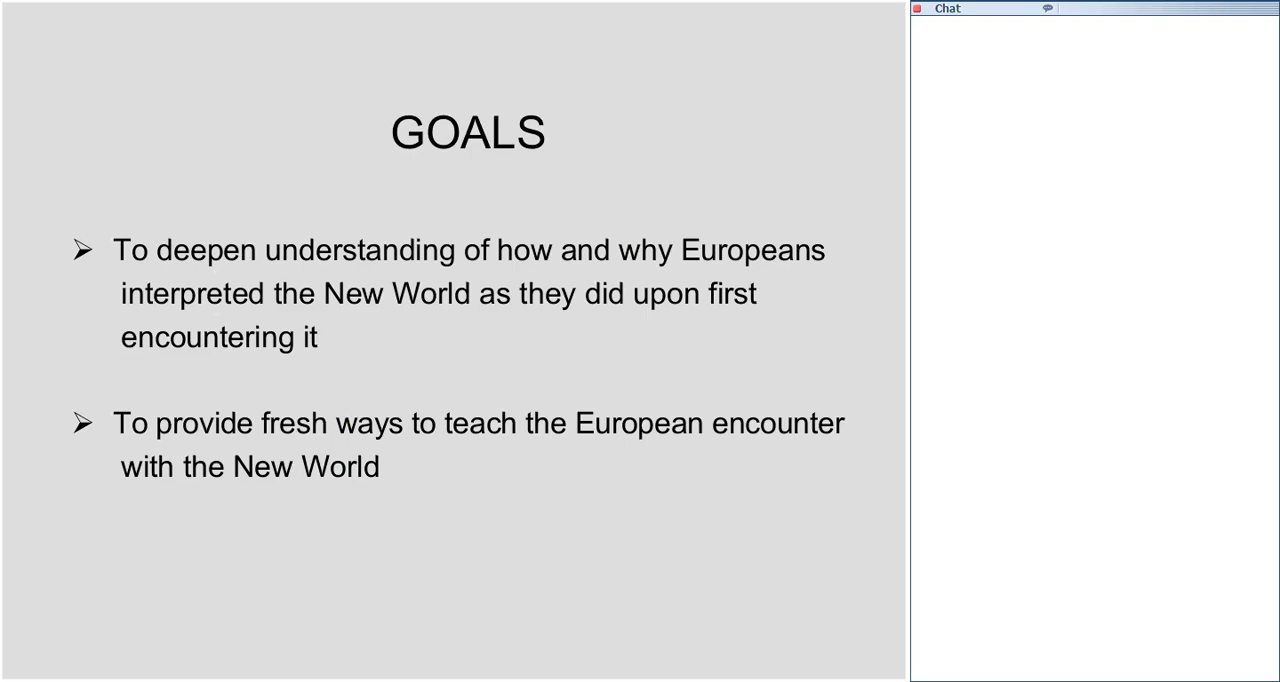 GOALS
➢ To deepen understanding of how and why Europeans
interpreted the New World as they did upon first
encountering it
➢ To provide fresh ways to teach the European encounter
with the New World
Chat